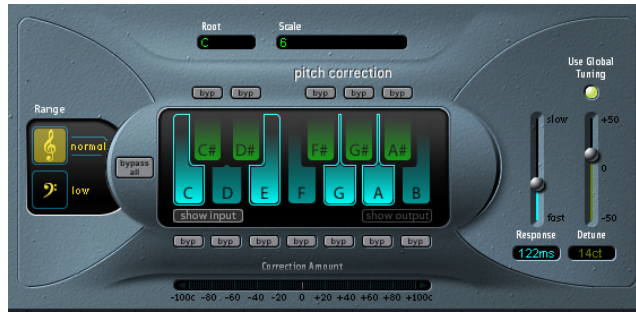 Root Scale
C 6
pitch correction
Use Global
Tuning
byp byp byp byp byp
Range
normal
low
bypass
all
C# D# F# G# A#
C D E F G A B
show input show output
slow +50
0
fast -50
Response Detune
122ms 14ct
byp byp byp byp byp byp byp
Correction Amount
-100c -80 -60 -40 -20 0 +20 +40 +60 +80 +100c